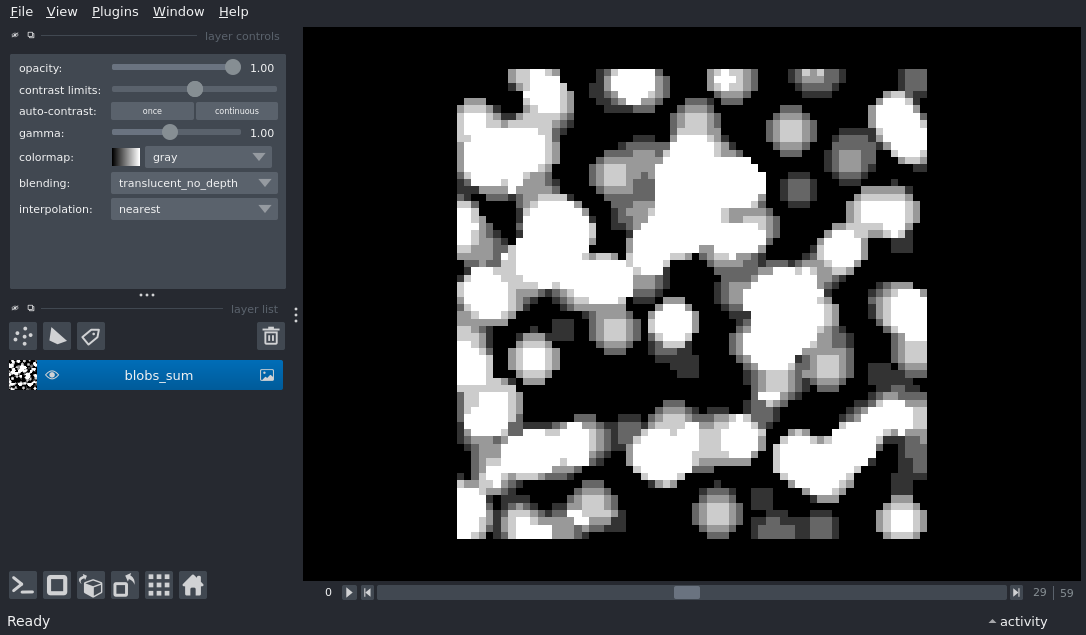 File View Plugins Window Help
layer controls
opacity: 1.00
contrast limits:
auto-contrast: once continuous
gamma: 1.00
colormap: gray
blending: translucent_no_depth
interpolation: nearest
layer list
blobs_sum
0 29 | 59
Ready activity